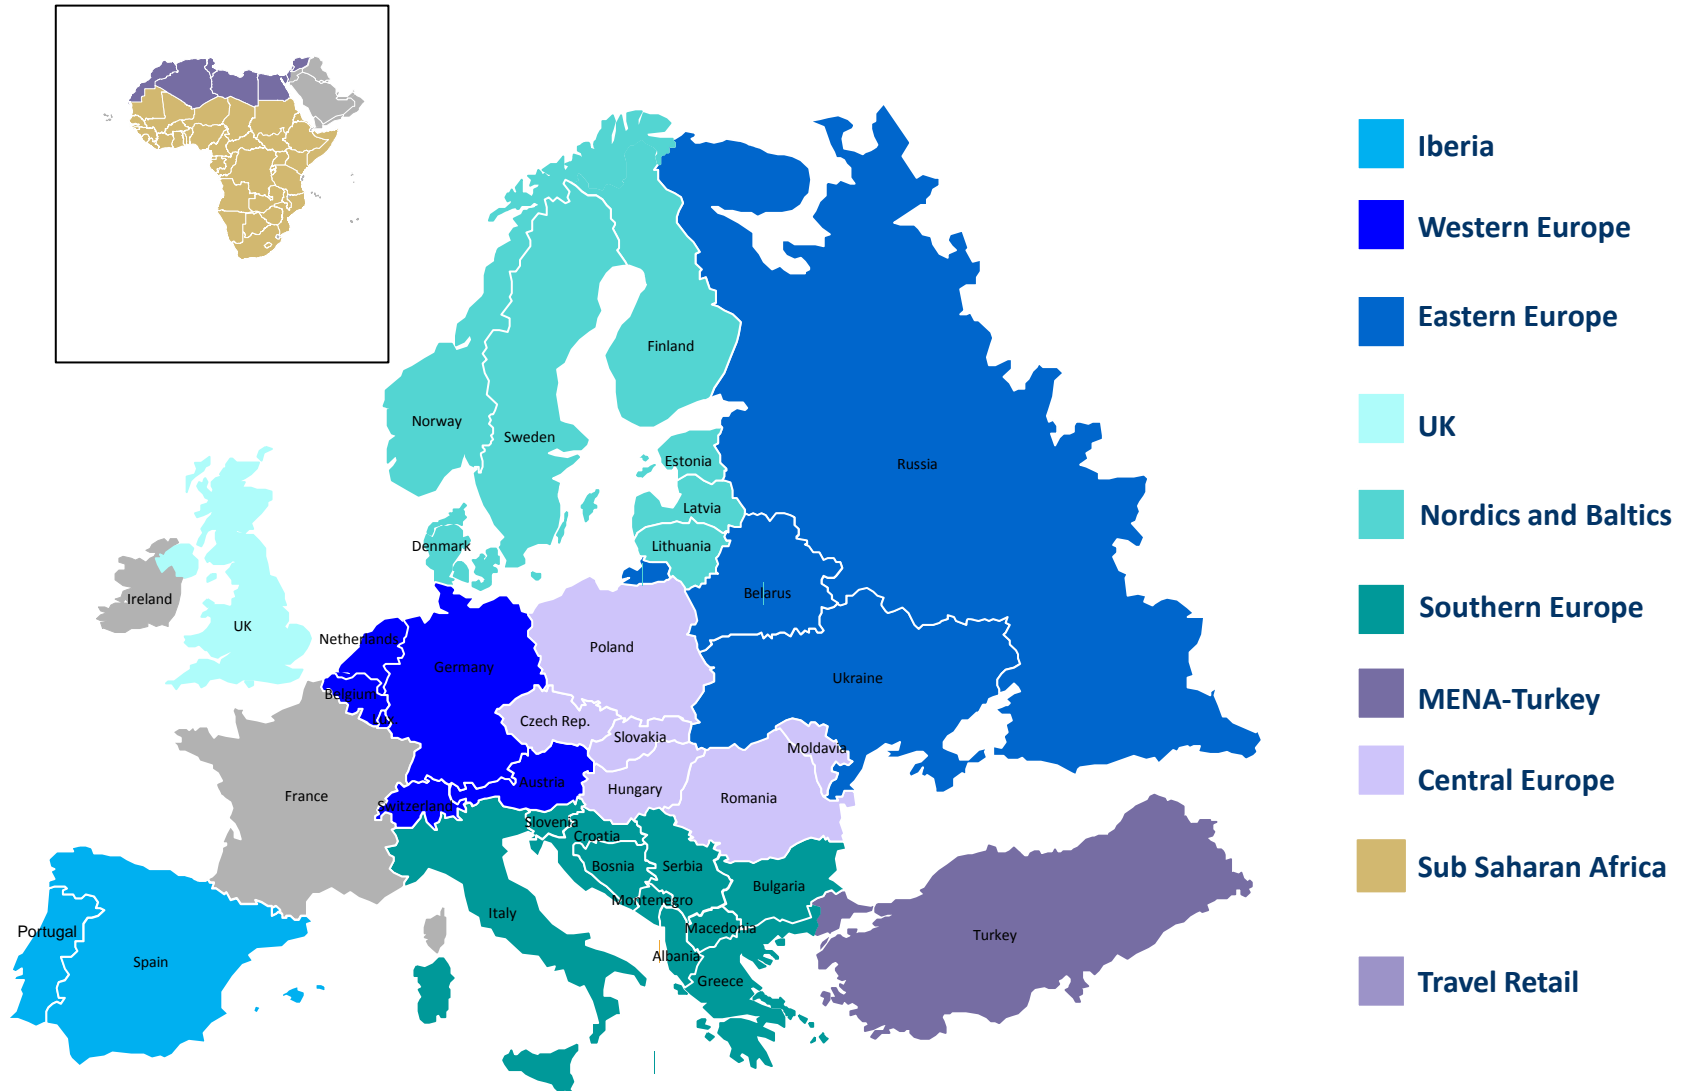 Iberia
Western Europe
Eastern Europe
UK
Nordics and Baltics
Southern Europe
MENA-Turkey
Central Europe
Sub Saharan Africa
Travel Retail
Finland
Norway
Sweden
Estonia
Russia
Latvia
Denmark
Lithuania
Ireland
Belarus
UK
Netherlands
Poland
Germany
Ukraine
Belgium
Czech Rep.
Slovakia
Moldavia
Austria
Hungary
France
Romania
Switzerland
Slovenia
Croatia
Bosnia
Serbia
Bulgaria
Montenegro
Italy
Macedonia
Portugal
Turkey
Albania
Spain
Greece